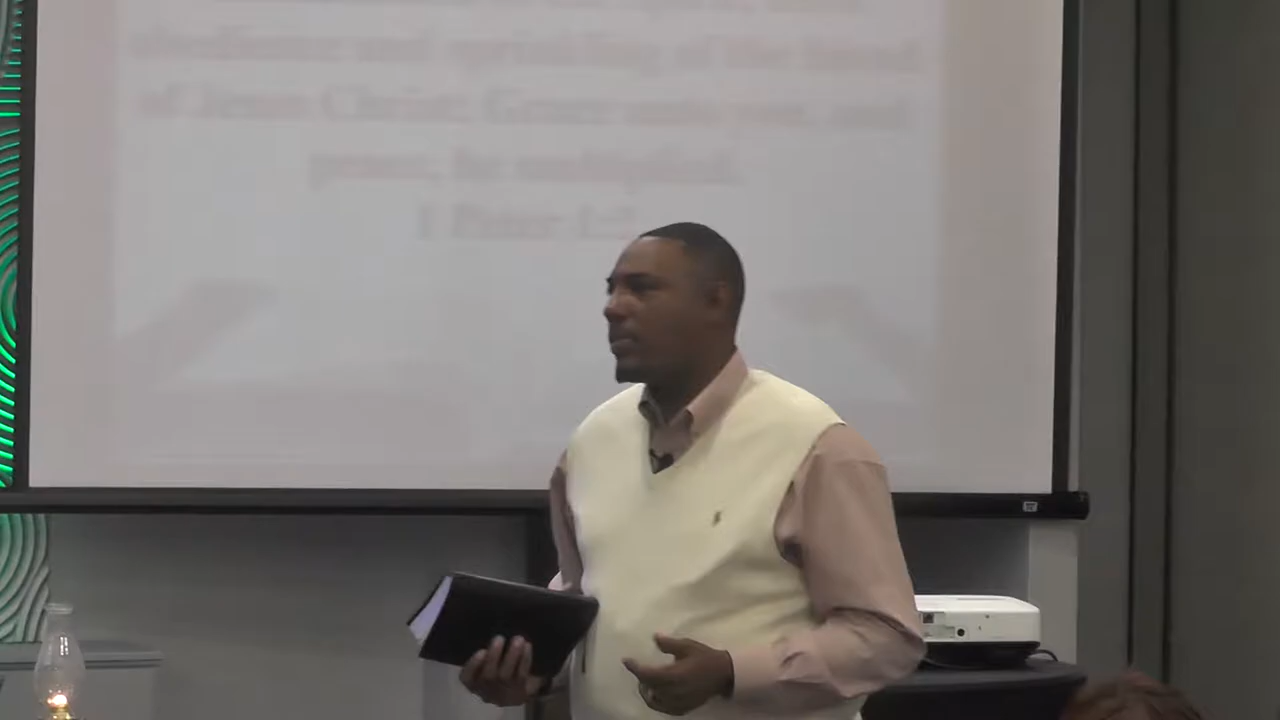 obedience and sprinkling of the blood
of Jesus Christ: Grace unto you, and
peace, be multiplied.
1 Peter 1:2